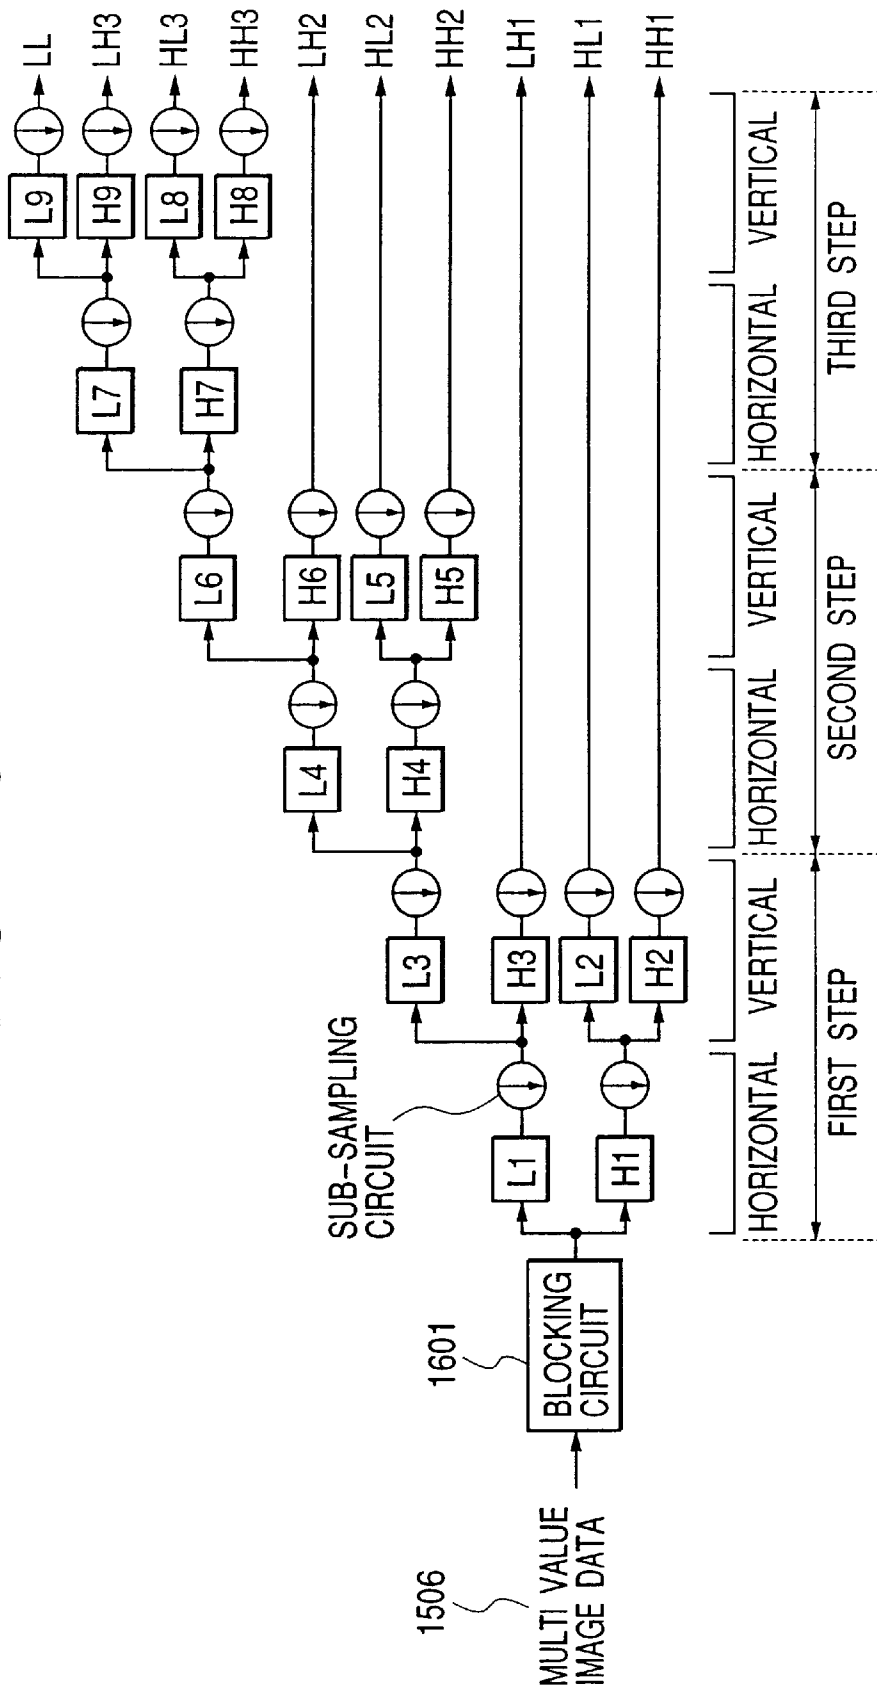 LL
LH3
HL3
HH3
LH2
HL2
HH2
LH1
HL1
HH1
L9
H9
L8
H8
L7
H7
L6
H6
L5
H5
L4
H4
L3
H3
L2
H2
L1
H1
SUB-SAMPLING
CIRCUIT
1601
BLOCKING
CIRCUIT
1506
MULTI VALUE
IMAGE DATA
HORIZONTAL
VERTICAL
HORIZONTAL
VERTICAL
HORIZONTAL
VERTICAL
FIRST STEP
SECOND STEP
THIRD STEP